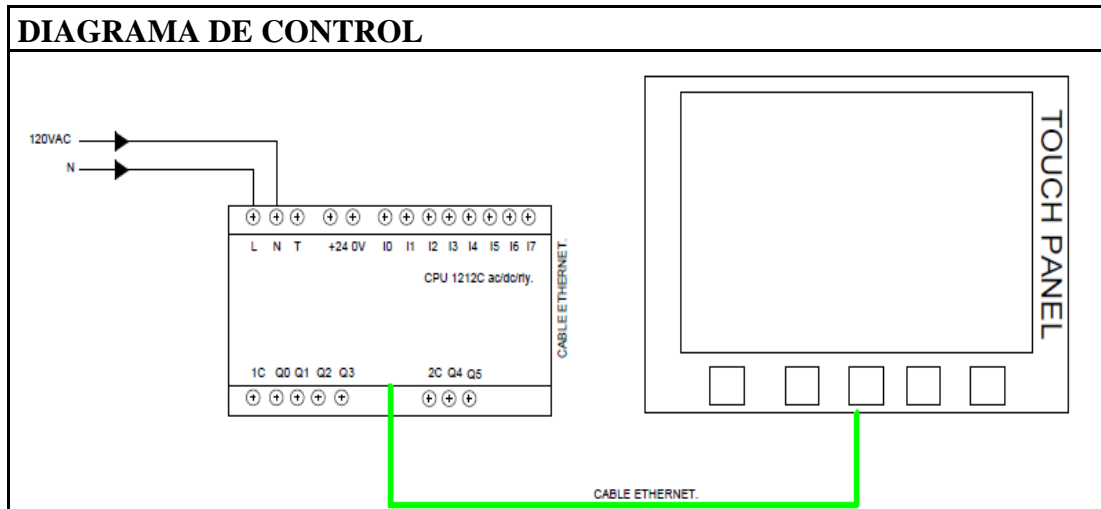 DIAGRAMA DE CONTROL
120VAC
N
TOUCH PANEL
L N T +24 0V I0 I1 I2 I3 I4 I5 I6 I7
CPU 1212C ac/dc/rly.
CABLE ETHERNET.
1C Q0 Q1 Q2 Q3 2C Q4 Q5
CABLE ETHERNET.